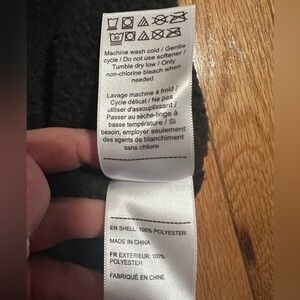 30
Machine wash cold / Gentle
cycle / Do not use softener /
Tumble dry low / Only
non-chlorine bleach when
needed
Lavage machine à froid /
Cycle délicat / Ne pas
utiliser d'assouplissant /
Passer au sèche-linge à
basse température / Si
besoin, employer seulement
des agents de blanchiment
sans chlore
EN SHELL: 100% POLYESTER
MADE IN CHINA
FR EXTÉRIEUR: 100%
POLYESTER
FABRIQUÉ EN CHINE